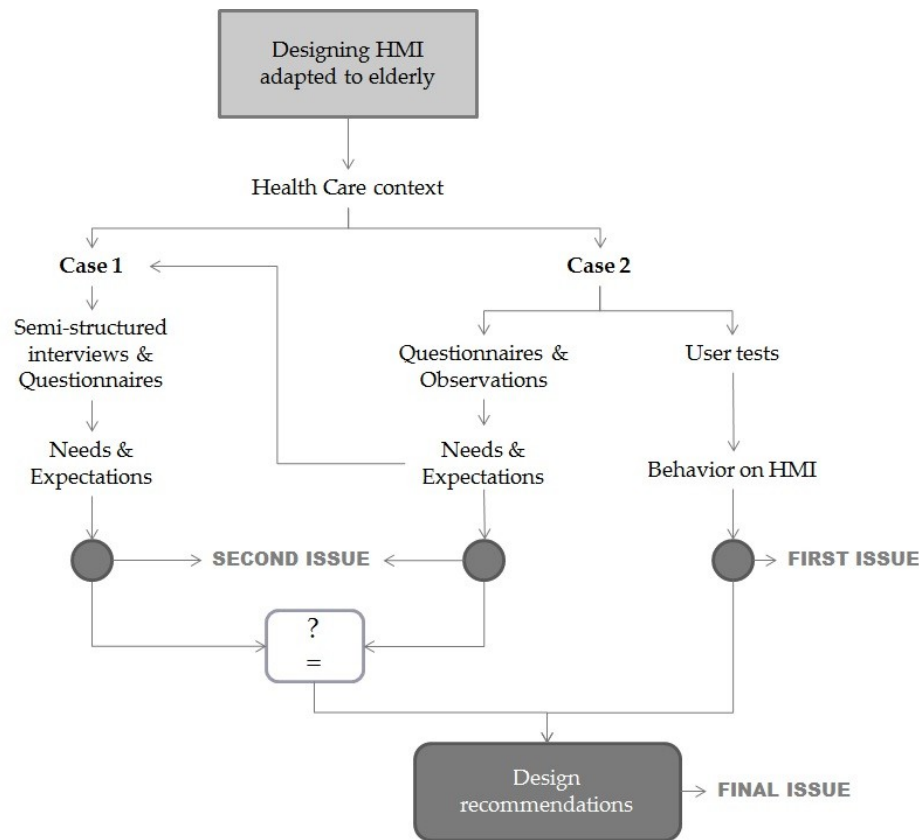 Designing HMI
adapted to elderly
Health Care context
Case 1
Case 2
Semi-structured
interviews &
Questionnaires
Questionnaires &
Observations
User tests
Needs &
Expectations
Needs &
Expectations
Behavior on HMI
SECOND ISSUE
FIRST ISSUE
?
=
Design
recommendations
FINAL ISSUE